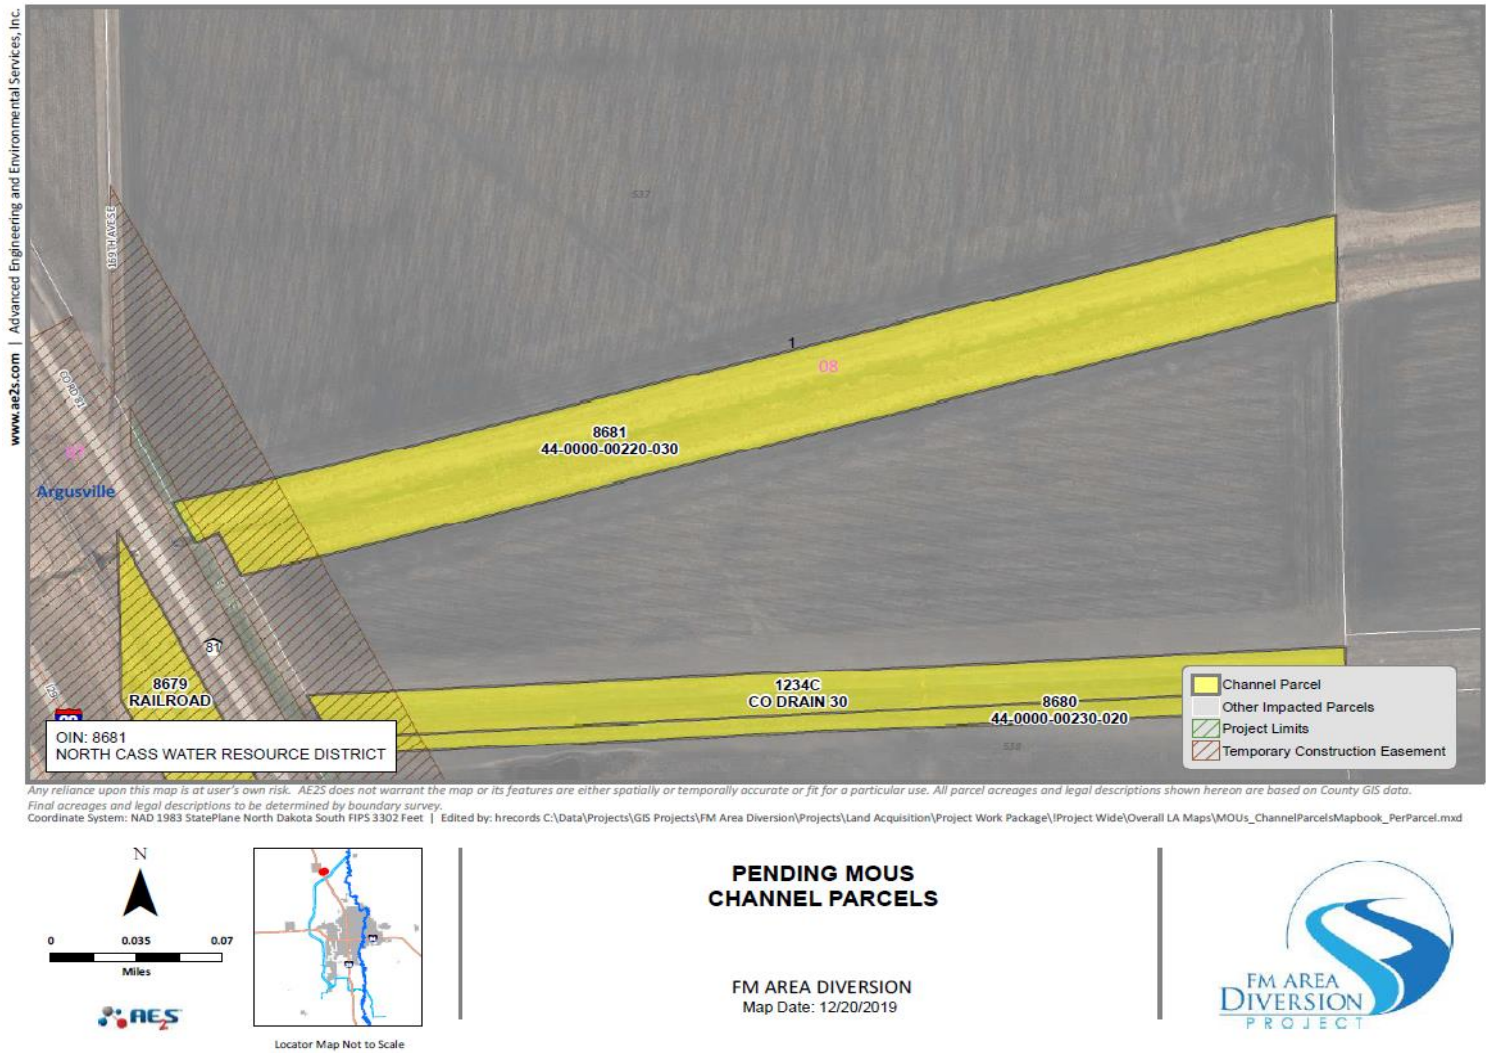 www.ae2s.com | Advanced Engineering and Environmental Services, Inc.
537
169TH AVE SE
1
08
CO RD 81
8681
44-0000-00220-030
07
Argusville
81
8679
RAILROAD
1234C
CO DRAIN 30
8680
44-0000-00230-020
538
I29
OIN: 8681
NORTH CASS WATER RESOURCE DISTRICT
Channel Parcel
Other Impacted Parcels
Project Limits
Temporary Construction Easement
Any reliance upon this map is at user's own risk. AE2S does not warrant the map or its features are either spatially or temporally accurate or fit for a particular use. All parcel acreages and legal descriptions shown hereon are based on County GIS data.
Final acreages and legal descriptions to be determined by boundary survey.
Coordinate System: NAD 1983 StatePlane North Dakota South FIPS 3302 Feet | Edited by: hrecords C:\Data\Projects\GIS Projects\FM Area Diversion\Projects\Land Acquisition\Project Work Package\!Project Wide\Overall LA Maps\MOUs_ChannelParcelsMapbook_PerParcel.mxd
N
0 0.035 0.07
Miles
AE2S
Locator Map Not to Scale
PENDING MOUS
CHANNEL PARCELS
FM AREA DIVERSION
Map Date: 12/20/2019
FM AREA
DIVERSION
PROJECT